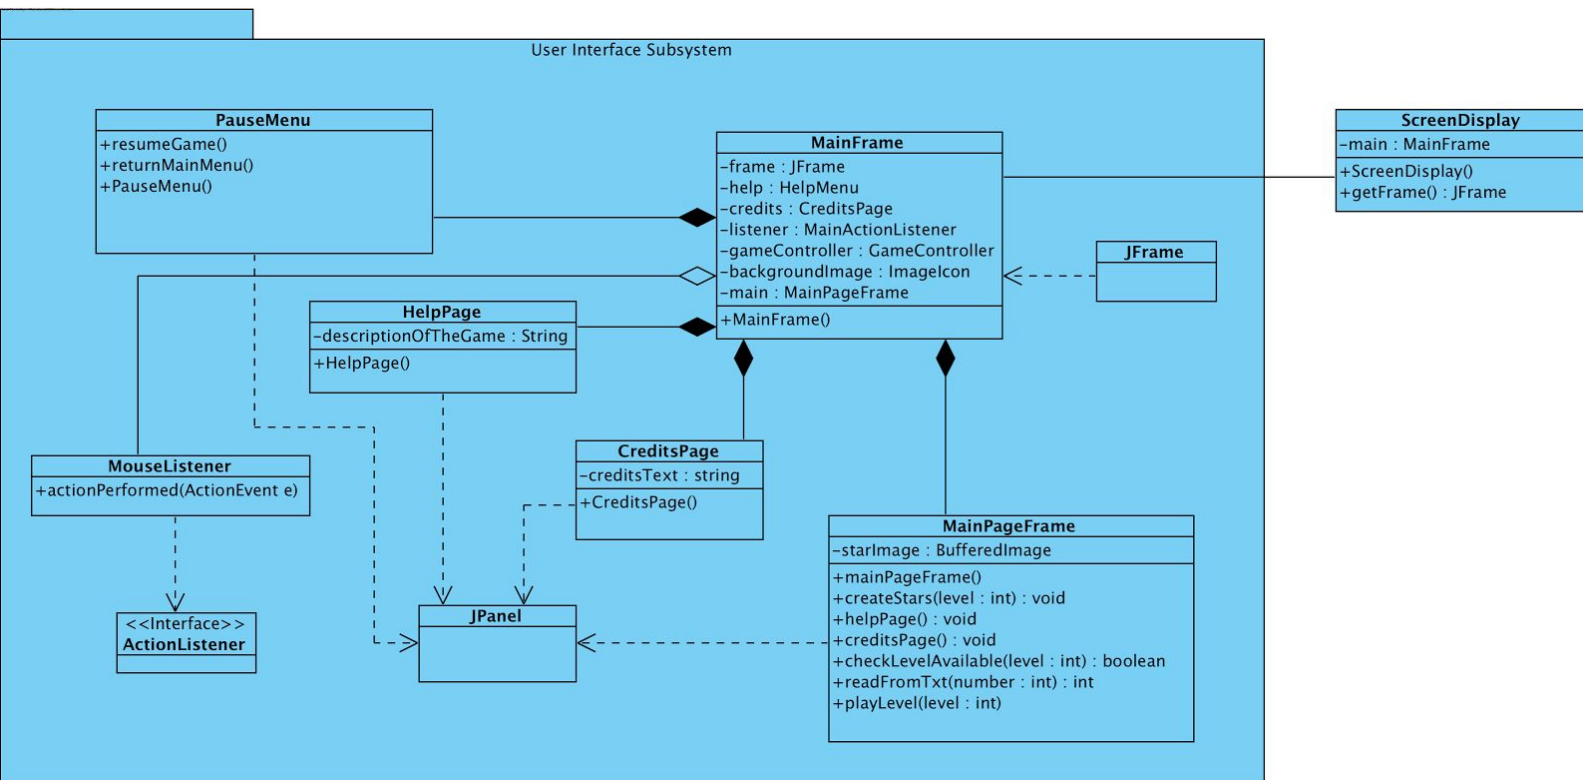 User Interface Subsystem
PauseMenu
+resumeGame()
+returnMainMenu()
+PauseMenu()
MainFrame
-frame : JFrame
-help : HelpMenu
-credits : CreditsPage
-listener : MainActionListener
-gameController : GameController
-backgroundImage : ImageIcon
-main : MainPageFrame
+MainFrame()
ScreenDisplay
-main : MainFrame
+ScreenDisplay()
+getFrame() : JFrame
JFrame
HelpPage
-descriptionOfTheGame : String
+HelpPage()
MouseListener
+actionPerformed(ActionEvent e)
CreditsPage
-creditsText : string
+CreditsPage()
MainPageFrame
-starImage : BufferedImage
+mainPageFrame()
+createStars(level : int) : void
+helpPage() : void
+creditsPage() : void
+checkLevelAvailable(level : int) : boolean
+readFromTxt(number : int) : int
+playLevel(level : int)
<<Interface>>
ActionListener
JPanel